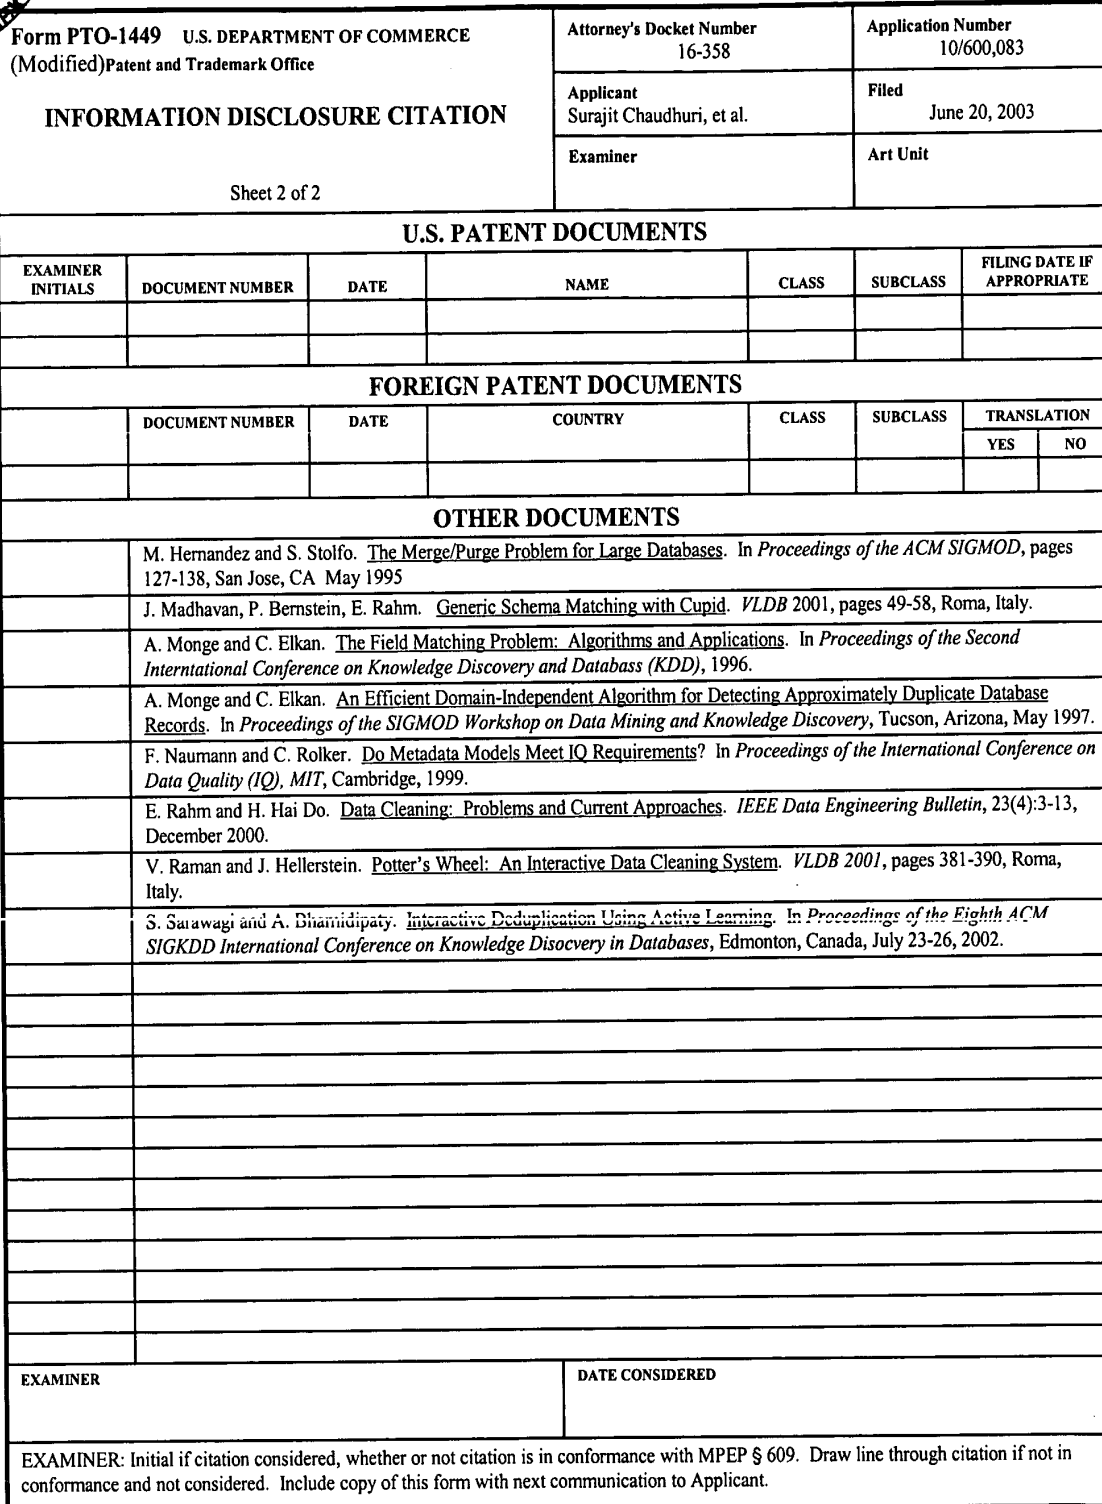 Form PTO-1449 U.S. DEPARTMENT OF COMMERCE
(Modified)Patent and Trademark Office
INFORMATION DISCLOSURE CITATION
Sheet 2 of 2
Attorney's Docket Number
16-358
Application Number
10/600,083
Applicant
Surajit Chaudhuri, et al.
Filed
June 20, 2003
Examiner
Art Unit
U.S. PATENT DOCUMENTS
EXAMINER INITIALS DOCUMENT NUMBER DATE NAME CLASS SUBCLASS FILING DATE IF APPROPRIATE
FOREIGN PATENT DOCUMENTS
DOCUMENT NUMBER DATE COUNTRY CLASS SUBCLASS TRANSLATION
YES NO
OTHER DOCUMENTS
M. Hernandez and S. Stolfo. The Merge/Purge Problem for Large Databases. In Proceedings of the ACM SIGMOD, pages
127-138, San Jose, CA May 1995
J. Madhavan, P. Bernstein, E. Rahm. Generic Schema Matching with Cupid. VLDB 2001, pages 49-58, Roma, Italy.
A. Monge and C. Elkan. The Field Matching Problem: Algorithms and Applications. In Proceedings of the Second
Interntational Conference on Knowledge Discovery and Databass (KDD), 1996.
A. Monge and C. Elkan. An Efficient Domain-Independent Algorithm for Detecting Approximately Duplicate Database
Records. In Proceedings of the SIGMOD Workshop on Data Mining and Knowledge Discovery, Tucson, Arizona, May 1997.
F. Naumann and C. Rolker. Do Metadata Models Meet IQ Requirements? In Proceedings of the International Conference on
Data Quality (IQ), MIT, Cambridge, 1999.
E. Rahm and H. Hai Do. Data Cleaning: Problems and Current Approaches. IEEE Data Engineering Bulletin, 23(4):3-13,
December 2000.
V. Raman and J. Hellerstein. Potter's Wheel: An Interactive Data Cleaning System. VLDB 2001, pages 381-390, Roma,
Italy.
S. Sarawagi and A. Bhamidipaty. Interactive Deduplication Using Active Learning. In Proceedings of the Eighth ACM
SIGKDD International Conference on Knowledge Disocvery in Databases, Edmonton, Canada, July 23-26, 2002.
EXAMINER
DATE CONSIDERED
EXAMINER: Initial if citation considered, whether or not citation is in conformance with MPEP § 609. Draw line through citation if not in
conformance and not considered. Include copy of this form with next communication to Applicant.